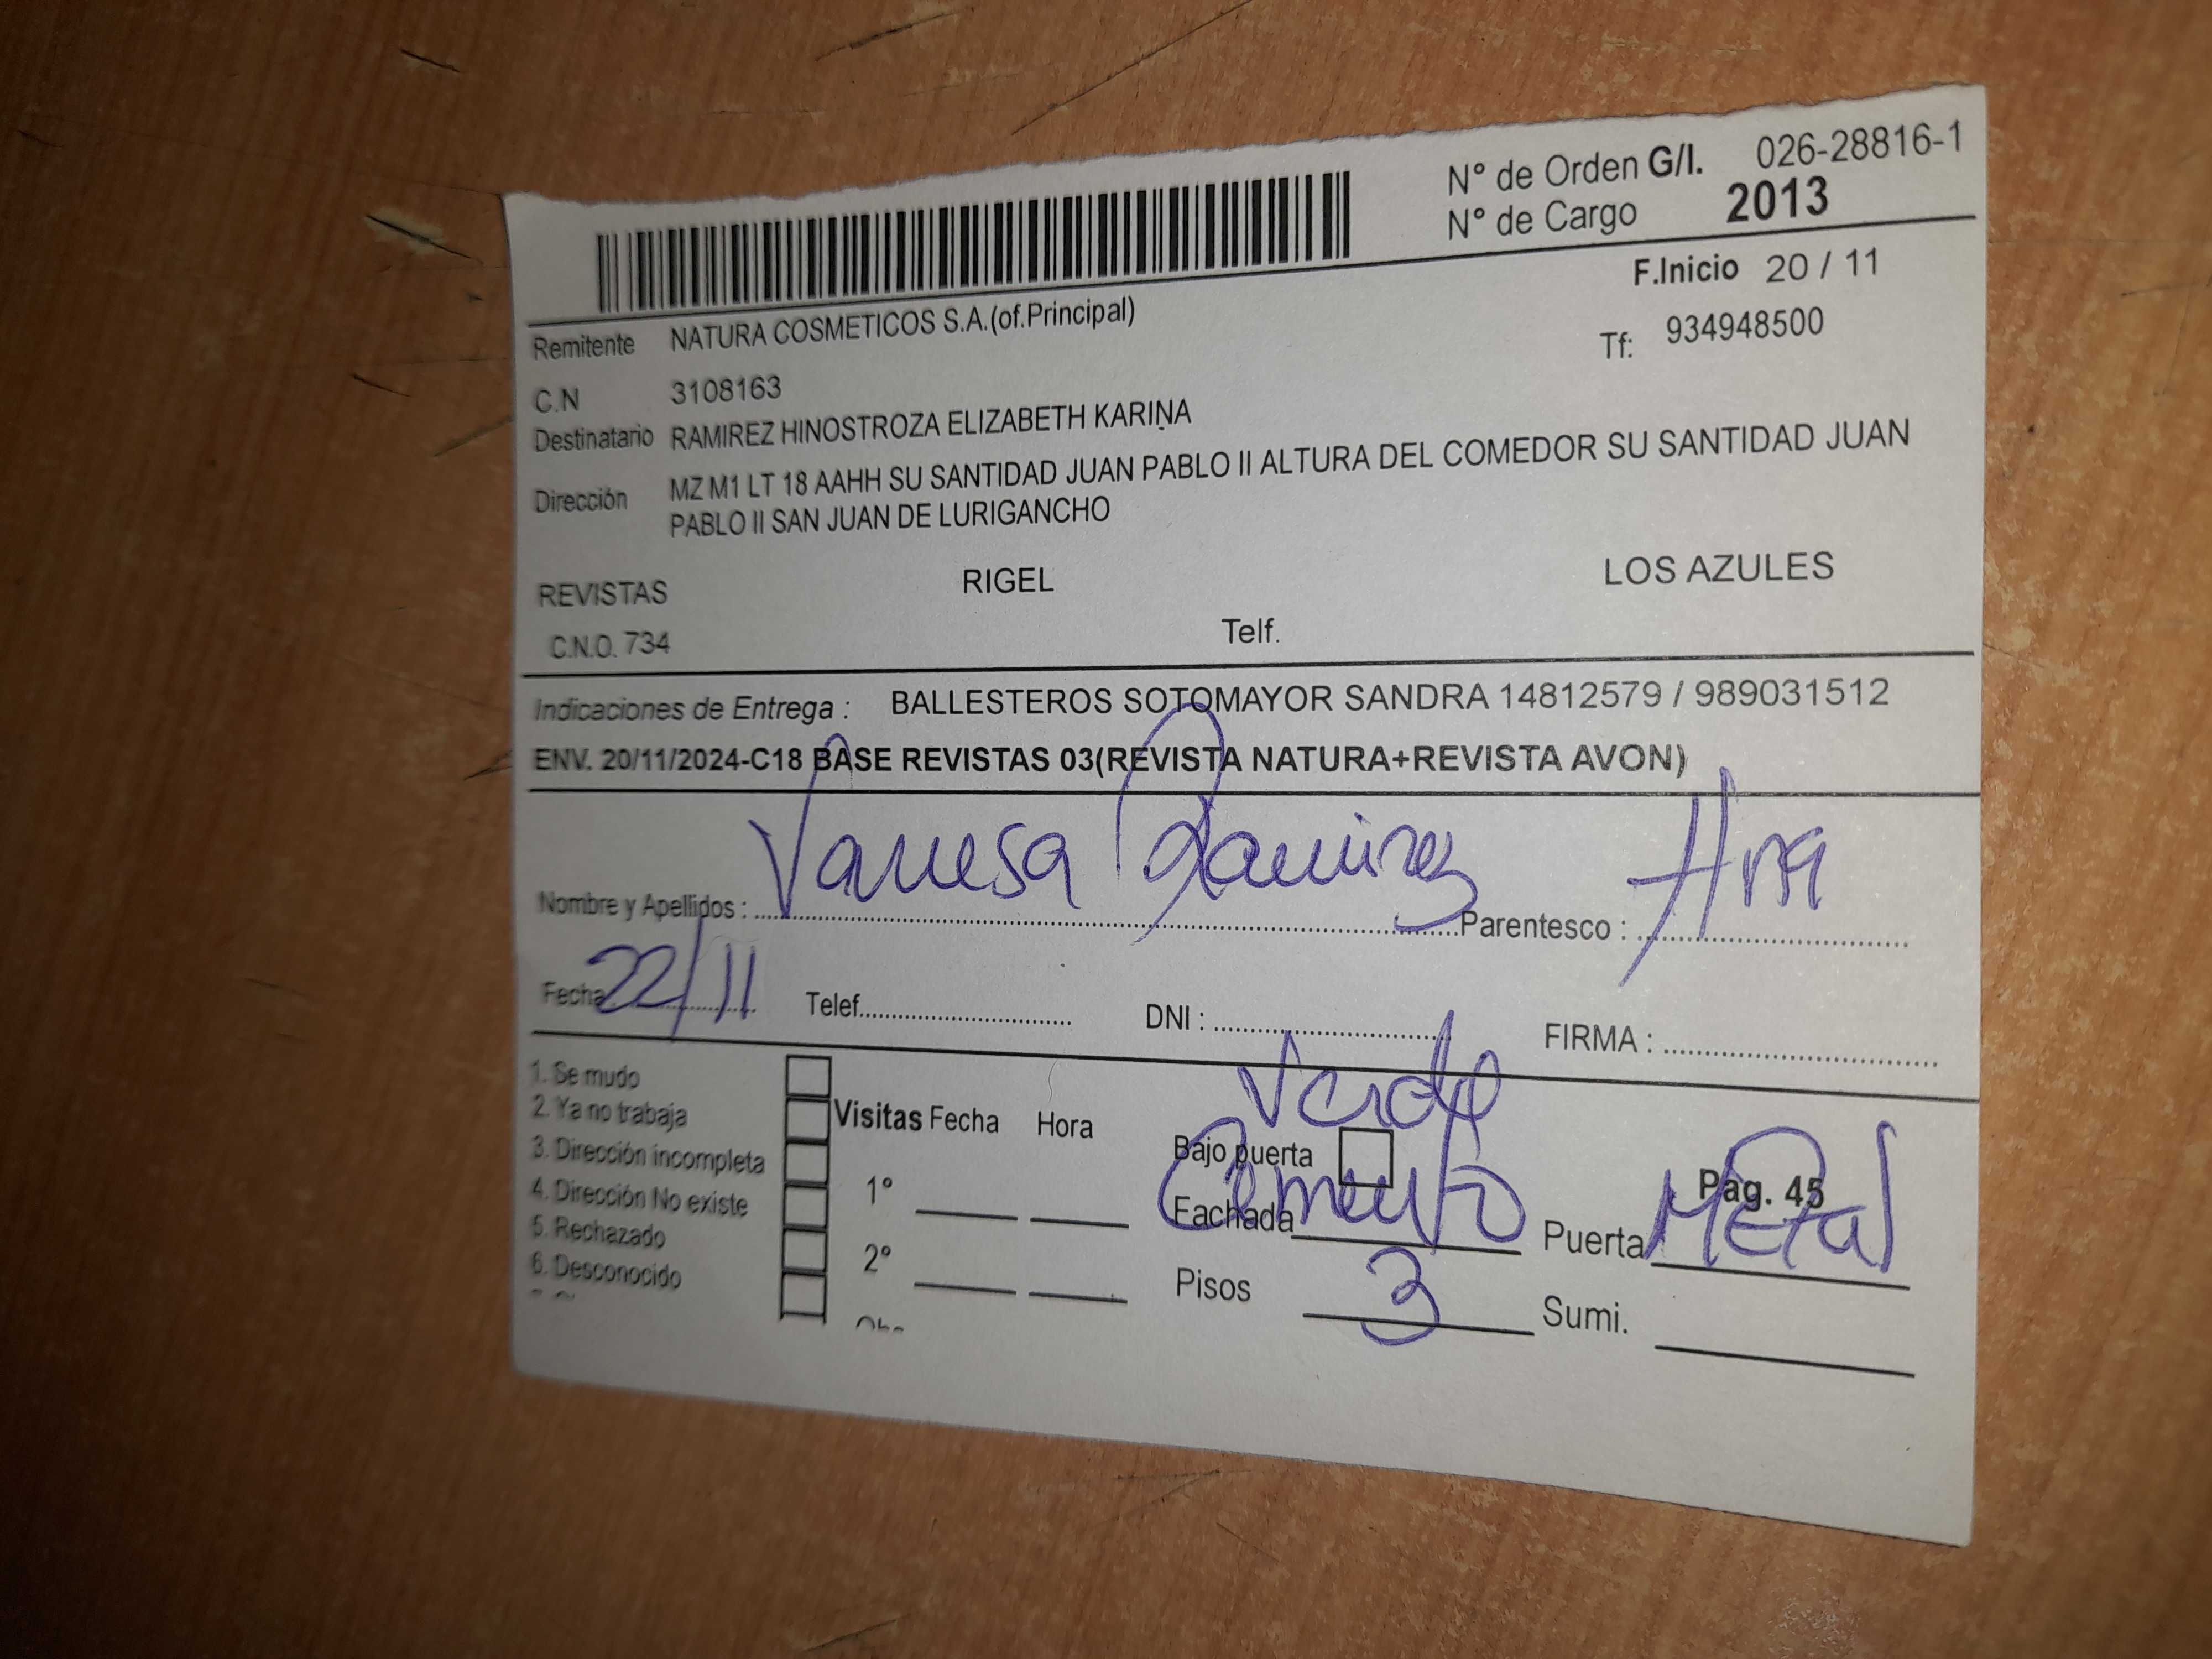 N° de Orden G/I. 026-28816-1
N° de Cargo 2013
F.Inicio 20 / 11
Remitente NATURA COSMETICOS S.A.(of.Principal)
Tf: 934948500
C.N 3108163
Destinatario RAMIREZ HINOSTROZA ELIZABETH KARINA
Dirección MZ M1 LT 18 AAHH SU SANTIDAD JUAN PABLO II ALTURA DEL COMEDOR SU SANTIDAD JUAN
PABLO II SAN JUAN DE LURIGANCHO
REVISTAS RIGEL LOS AZULES
C.N.O. 734 Telf.
Indicaciones de Entrega : BALLESTEROS SOTOMAYOR SANDRA 14812579 / 989031512
ENV. 20/11/2024-C18 BASE REVISTAS 03(REVISTA NATURA+REVISTA AVON)
Nombre y Apellidos : Vanesa Ramirez Parentesco : Hna
Fecha 22/11 Telef. DNI : FIRMA :
1. Se mudo
2. Ya no trabaja
3. Dirección incompleta
4. Dirección No existe
5. Rechazado
6. Desconocido
Visitas Fecha Hora
1°
2°
Verde
Bajo puerta
Fachada Cemento Puerta Metal
Pag. 45
Pisos 3 Sumi.